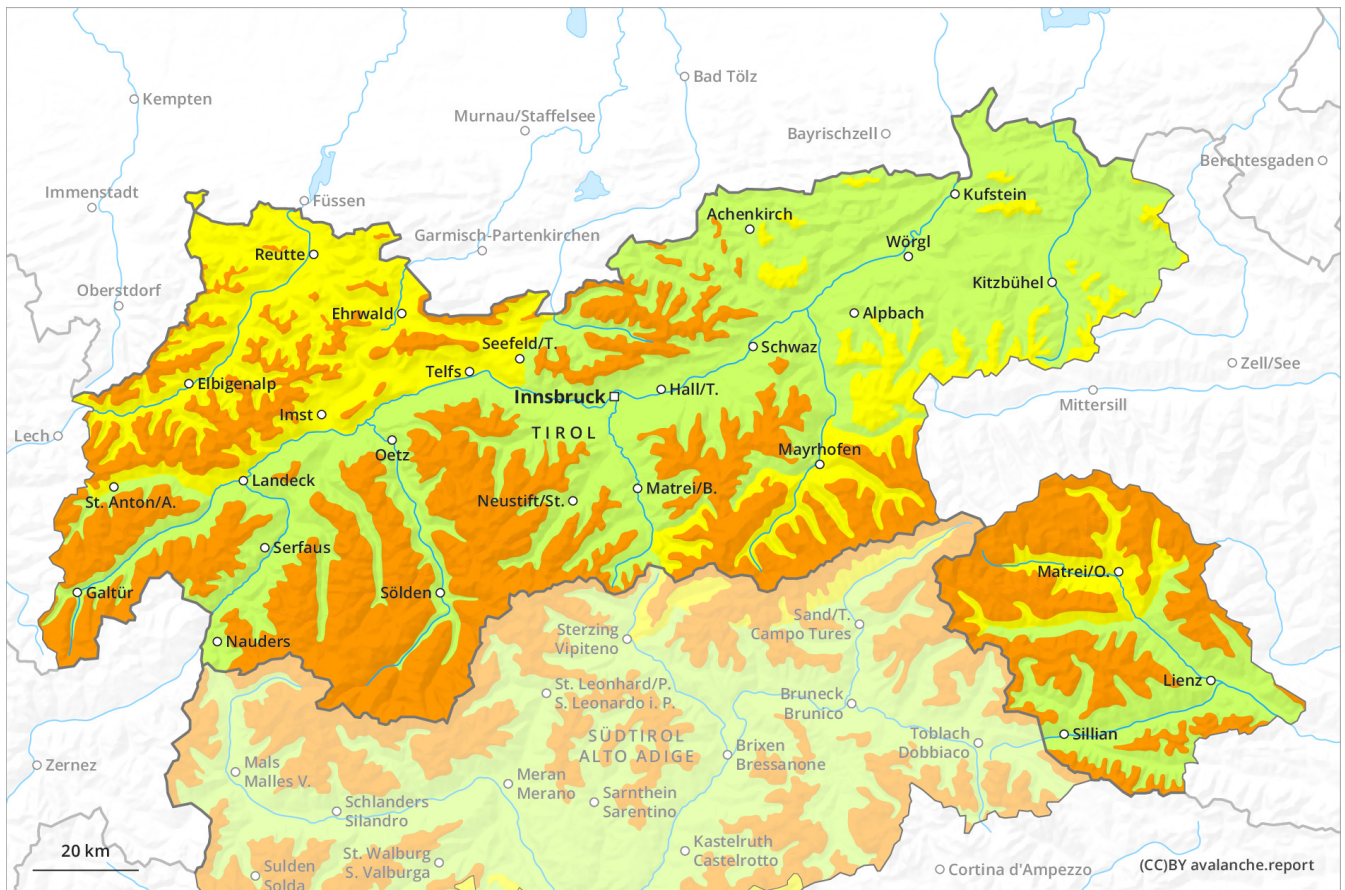 Bad Tölz
Kempten
Murnau/Staffelsee
Bayrischzell
Berchtesgaden
Immenstadt
Füssen
Kufstein
Achenkirch
Garmisch-Partenkirchen
Wörgl
Reutte
Kitzbühel
Oberstdorf
Ehrwald
Alpbach
Seefeld/T.
Schwaz
Zell/See
Telfs
Elbigenalp
Hall/T.
Innsbruck
Mittersill
Imst
TIROL
Lech
Mayrhofen
Oetz
Landeck
Matrei/B.
St. Anton/A.
Neustift/St.
Serfaus
Matrei/O.
Galtür
Sölden
Sand/T.
Campo Tures
Sterzing
Vipiteno
Nauders
Lienz
St. Leonhard/P.
S. Leonardo i. P.
Bruneck
Brunico
SÜDTIROL
ALTO ADIGE
Toblach
Dobbiaco
Sillian
Brixen
Bressanone
Zernez
Mals
Malles V.
Meran
Merano
Sarnthein
Sarentino
Schlanders
Silandro
Kastelruth
Castelrotto
20 km
St. Walburg
S. Valburga
Sulden
Solda
Cortina d'Ampezzo
(CC)BY avalanche.report